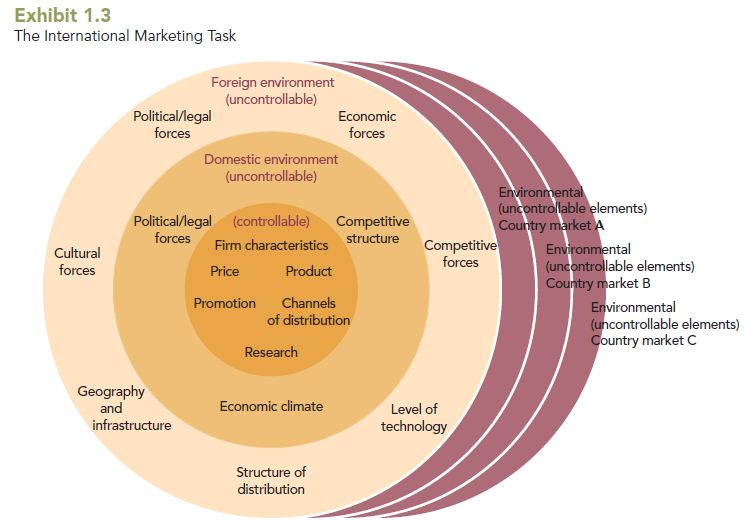 Exhibit 1.3
The International Marketing Task
Foreign environment
(uncontrollable)
Political/legal
forces
Economic
forces
Domestic environment
(uncontrollable)
Political/legal
forces
(controllable)
Competitive
structure
Firm characteristics
Price
Product
Promotion
Channels
of distribution
Research
Economic climate
Cultural
forces
Competitive
forces
Geography
and
infrastructure
Level of
technology
Structure of
distribution
Environmental
(uncontrollable elements)
Country market A
Environmental
(uncontrollable elements)
Country market B
Environmental
(uncontrollable elements)
Country market C